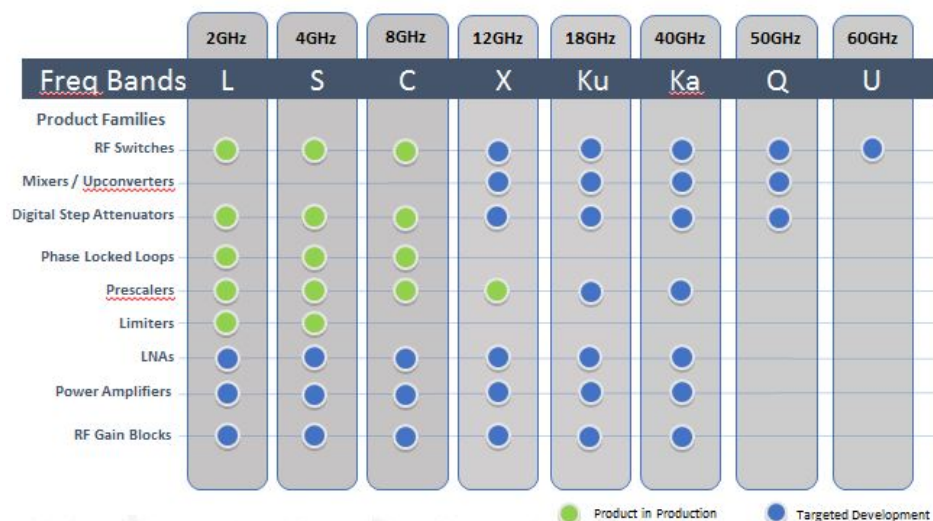 2GHz 4GHz 8GHz 12GHz 18GHz 40GHz 50GHz 60GHz
Freq Bands L S C X Ku Ka Q U
Product Families
RF Switches
Mixers / Upconverters
Digital Step Attenuators
Phase Locked Loops
Prescalers
Limiters
LNAs
Power Amplifiers
RF Gain Blocks
Product in Production Targeted Development